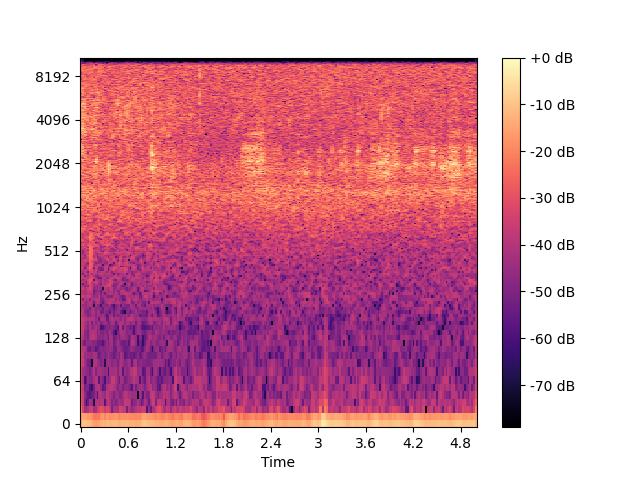 8192
4096
2048
1024
512
256
128
64
0
Hz
0 0.6 1.2 1.8 2.4 3 3.6 4.2 4.8
Time
+0 dB
-10 dB
-20 dB
-30 dB
-40 dB
-50 dB
-60 dB
-70 dB